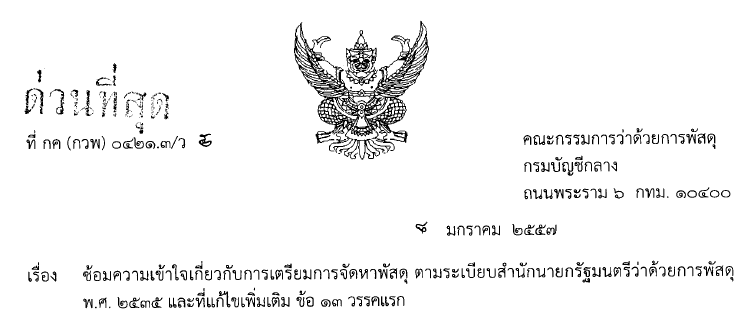 ด่วนที่สุด
ที่ กค (กวพ) ๐๔๒๑.๓/ว
คณะกรรมการว่าด้วยการพัสดุ
กรมบัญชีกลาง
ถนนพระราม ๖ กทม. ๑๐๔๐๐
๘ มกราคม ๒๕๕๗
เรื่อง ซ้อมความเข้าใจเกี่ยวกับการเตรียมการจัดหาพัสดุ ตามระเบียบสำนักนายกรัฐมนตรีว่าด้วยการพัสดุ
พ.ศ. ๒๕๓๕ และที่แก้ไขเพิ่มเติม ข้อ ๑๓ วรรคแรก